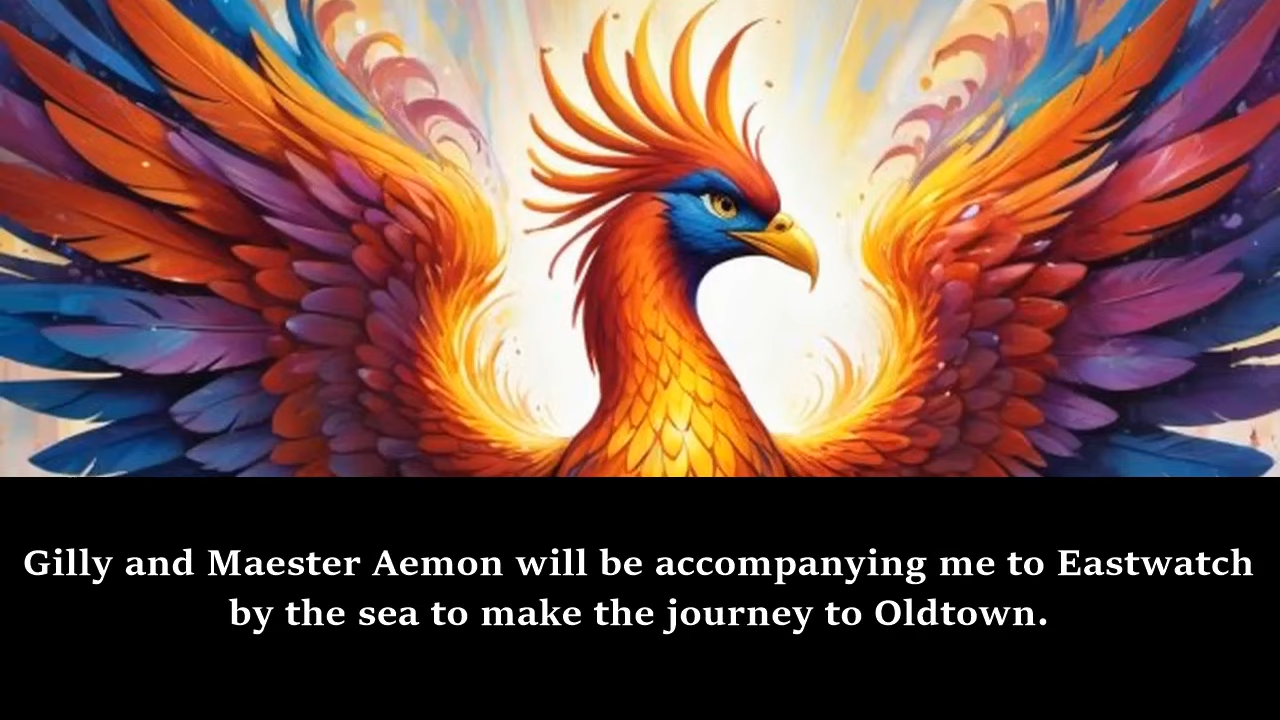 Gilly and Maester Aemon will be accompanying me to Eastwatch
by the sea to make the journey to Oldtown.